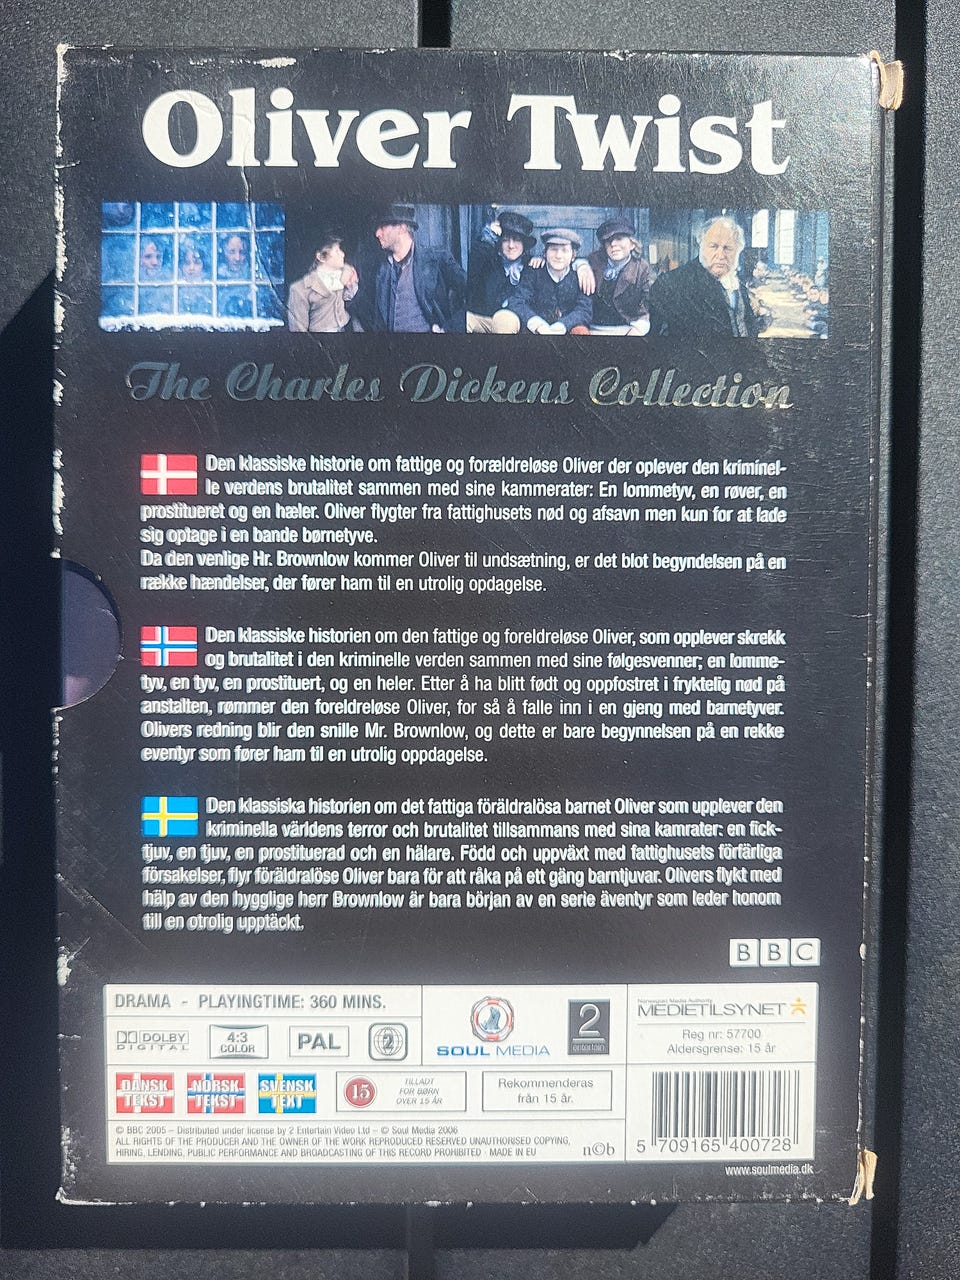 Oliver Twist
The Charles Dickens Collection
Den klassiske historie om fattige og forældreløse Oliver der oplever den kriminel-
le verdens brutalitet sammen med sine kammerater: En lommetyv, en røver, en
prostitueret og en hæler. Oliver flygter fra fattighusets nød og afsavn men kun for at lade
sig optage i en bande børnetyve.
Da den venlige Hr. Brownlow kommer Oliver til undsætning, er det blot begyndelsen på en
række hændelser, der fører ham til en utrolig opdagelse.
Den klassiske historien om den fattige og foreldreløse Oliver, som opplever skrekk
og brutalitet i den kriminelle verden sammen med sine følgesvenner; en lomme-
tyv, en tyv, en prostituert, og en heler. Etter å ha blitt født og oppfostret i fryktelig nød på
anstalten, rømmer den foreldreløse Oliver, for så å falle inn i en gjeng med barnetyver.
Olivers redning blir den snille Mr. Brownlow, og dette er bare begynnelsen på en rekke
eventyr som fører ham til en utrolig oppdagelse.
Den klassiska historien om det fattiga föräldralösa barnet Oliver som upplever den
kriminella världens terror och brutalitet tillsammans med sina kamrater: en fick-
tjuv, en tjuv, en prostituerad och en hälare. Född och uppväxt med fattighusets förfärliga
försakelser, flyr föräldralöse Oliver bara för att råka på ett gäng barntjuvar. Olivers flykt med
hjälp av den hygglige herr Brownlow är bara början av en serie äventyr som leder honom
till en otrolig upptäckt.
BBC
DRAMA - PLAYINGTIME: 360 MINS.
DOLBY
DIGITAL
4:3
COLOR
PAL
2
SOUL MEDIA
2
entertain
Norwegian Media Authority
MEDIETILSYNET
Reg nr: 57700
Aldersgrense: 15 år
DANSK
TEKST
NORSK
TEKST
SVENSK
TEXT
15
TILLADT
FOR BØRN
OVER 15 ÅR
Rekommenderas
från 15 år.
© BBC 2005 – Distributed under license by 2 Entertain Video Ltd – © Soul Media 2006
ALL RIGHTS OF THE PRODUCER AND THE OWNER OF THE WORK REPRODUCED RESERVED UNAUTHORISED COPYING,
HIRING, LENDING, PUBLIC PERFORMANCE AND BROADCASTING OF THIS RECORD PROHIBITED - MADE IN EU
n©b
5 709165 400728
www.soulmedia.dk